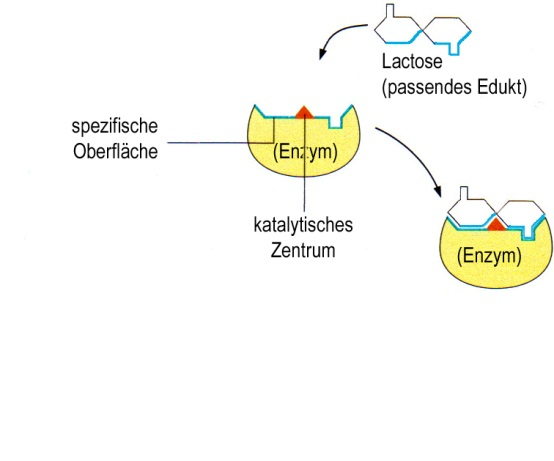 Lactose
(passendes Edukt)
spezifische
Oberfläche
(Enzym)
katalytisches
Zentrum
(Enzym)